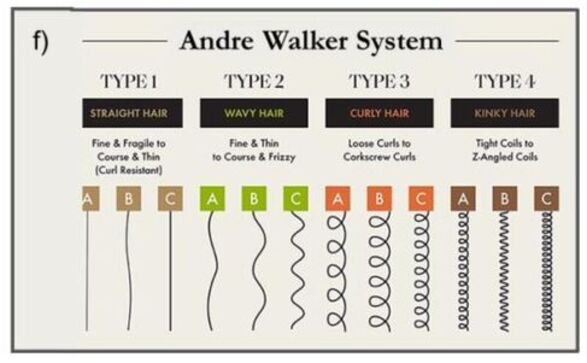 f)
Andre Walker System
TYPE 1 TYPE 2 TYPE 3 TYPE 4
STRAIGHT HAIR WAVY HAIR CURLY HAIR KINKY HAIR
Fine & Fragile to Fine & Thin Loose Curls to Tight Coils to
Course & Thin to Course & Frizzy Corkscrew Curls Z-Angled Coils
(Curl Resistant)
A B C A B C A B C A B C